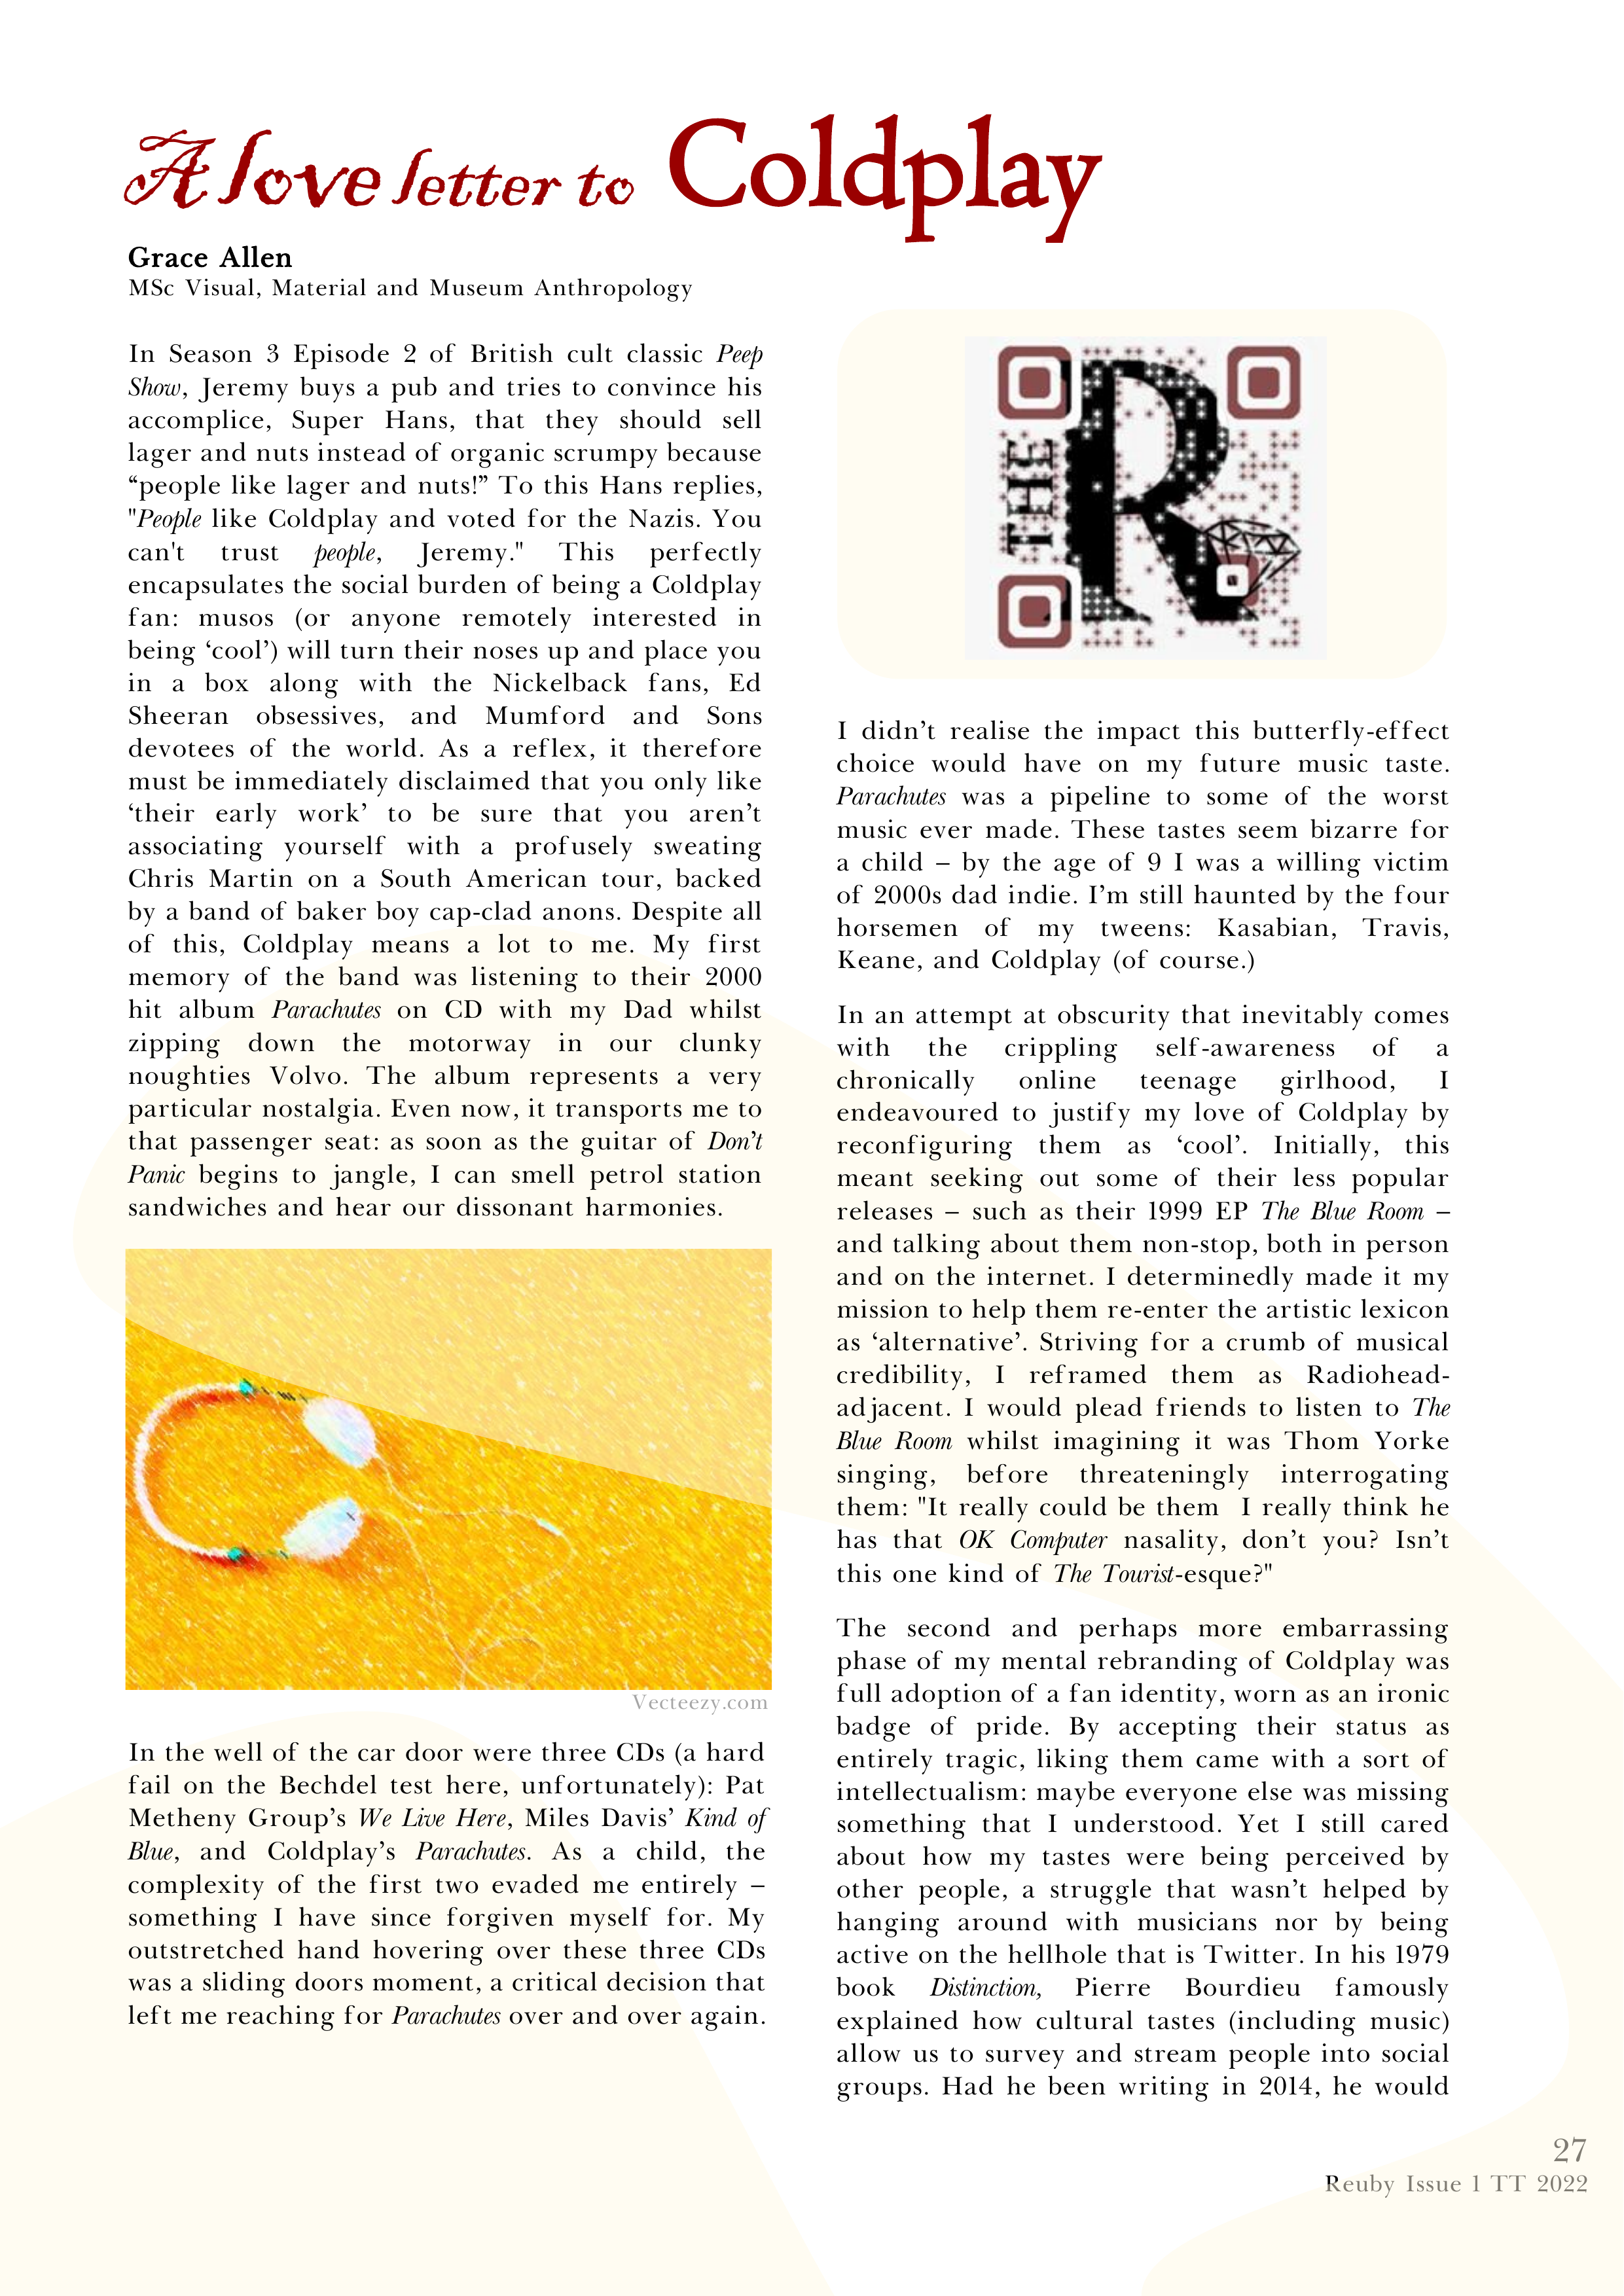 A love letter to Coldplay
Grace Allen
MSc Visual, Material and Museum Anthropology
In Season 3 Episode 2 of British cult classic Peep
Show, Jeremy buys a pub and tries to convince his
accomplice, Super Hans, that they should sell
lager and nuts instead of organic scrumpy because
“people like lager and nuts!” To this Hans replies,
"People like Coldplay and voted for the Nazis. You
can't trust people, Jeremy." This perfectly
encapsulates the social burden of being a Coldplay
fan: musos (or anyone remotely interested in
being ‘cool’) will turn their noses up and place you
in a box along with the Nickelback fans, Ed
Sheeran obsessives, and Mumford and Sons
devotees of the world. As a reflex, it therefore
must be immediately disclaimed that you only like
‘their early work’ to be sure that you aren’t
associating yourself with a profusely sweating
Chris Martin on a South American tour, backed
by a band of baker boy cap-clad anons. Despite all
of this, Coldplay means a lot to me. My first
memory of the band was listening to their 2000
hit album Parachutes on CD with my Dad whilst
zipping down the motorway in our clunky
noughties Volvo. The album represents a very
particular nostalgia. Even now, it transports me to
that passenger seat: as soon as the guitar of Don’t
Panic begins to jangle, I can smell petrol station
sandwiches and hear our dissonant harmonies.
Vecteezy.com
In the well of the car door were three CDs (a hard
fail on the Bechdel test here, unfortunately): Pat
Metheny Group’s We Live Here, Miles Davis’ Kind of
Blue, and Coldplay’s Parachutes. As a child, the
complexity of the first two evaded me entirely –
something I have since forgiven myself for. My
outstretched hand hovering over these three CDs
was a sliding doors moment, a critical decision that
left me reaching for Parachutes over and over again.
THE R
I didn’t realise the impact this butterfly-effect
choice would have on my future music taste.
Parachutes was a pipeline to some of the worst
music ever made. These tastes seem bizarre for
a child – by the age of 9 I was a willing victim
of 2000s dad indie. I’m still haunted by the four
horsemen of my tweens: Kasabian, Travis,
Keane, and Coldplay (of course.)
In an attempt at obscurity that inevitably comes
with the crippling self-awareness of a
chronically online teenage girlhood, I
endeavoured to justify my love of Coldplay by
reconfiguring them as ‘cool’. Initially, this
meant seeking out some of their less popular
releases – such as their 1999 EP The Blue Room –
and talking about them non-stop, both in person
and on the internet. I determinedly made it my
mission to help them re-enter the artistic lexicon
as ‘alternative’. Striving for a crumb of musical
credibility, I reframed them as Radiohead-
adjacent. I would plead friends to listen to The
Blue Room whilst imagining it was Thom Yorke
singing, before threateningly interrogating
them: "It really could be them I really think he
has that OK Computer nasality, don’t you? Isn’t
this one kind of The Tourist-esque?"
The second and perhaps more embarrassing
phase of my mental rebranding of Coldplay was
full adoption of a fan identity, worn as an ironic
badge of pride. By accepting their status as
entirely tragic, liking them came with a sort of
intellectualism: maybe everyone else was missing
something that I understood. Yet I still cared
about how my tastes were being perceived by
other people, a struggle that wasn’t helped by
hanging around with musicians nor by being
active on the hellhole that is Twitter. In his 1979
book Distinction, Pierre Bourdieu famously
explained how cultural tastes (including music)
allow us to survey and stream people into social
groups. Had he been writing in 2014, he would
27
Reuby Issue 1 TT 2022